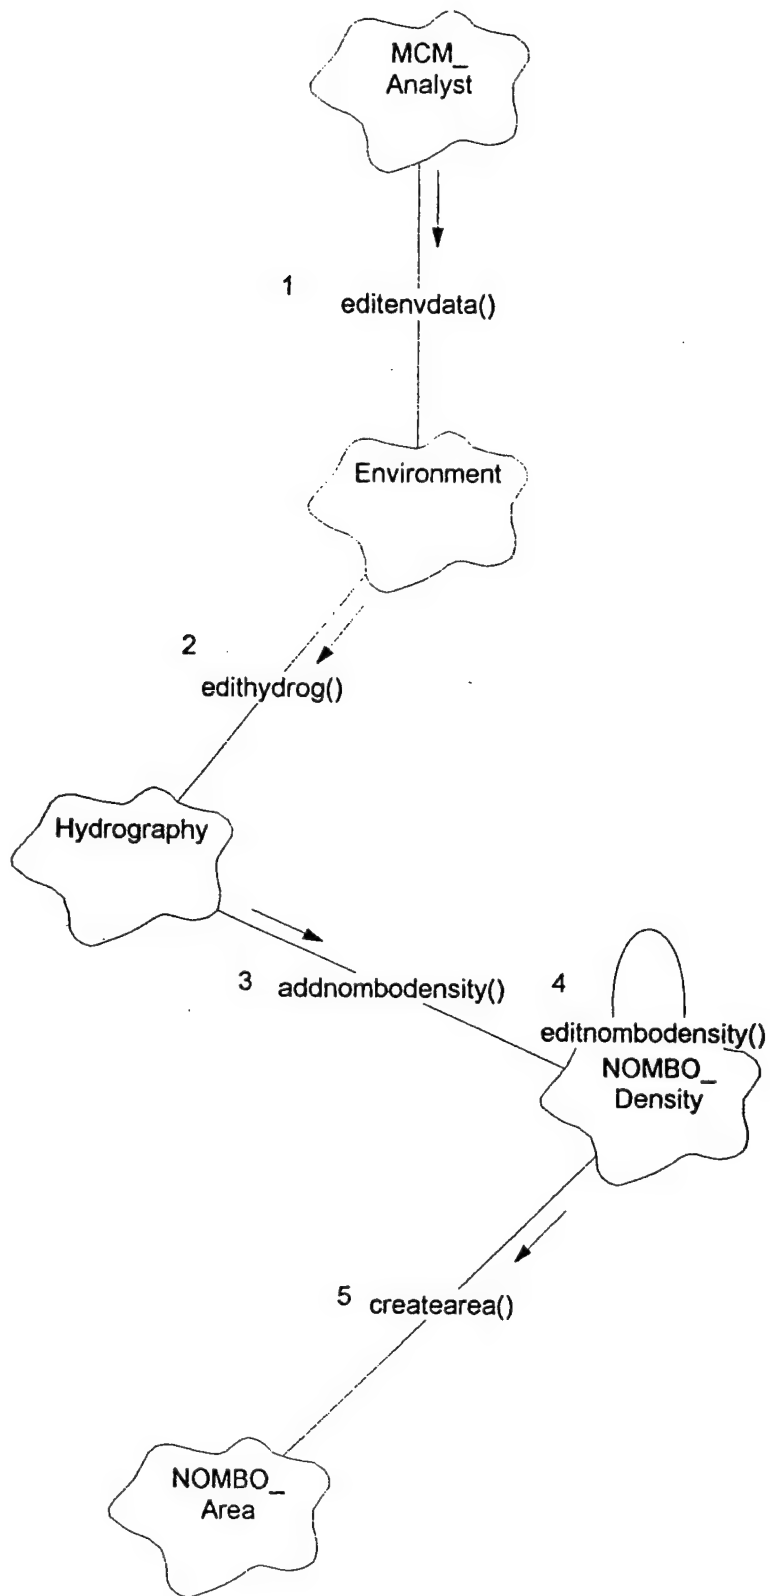 MCM_
Analyst
1
editenvdata()
Environment
2
edithydrog()
Hydrography
3 addnombodensity()
4
editnombodensity()
NOMBO_
Density
5 createarea()
NOMBO_
Area